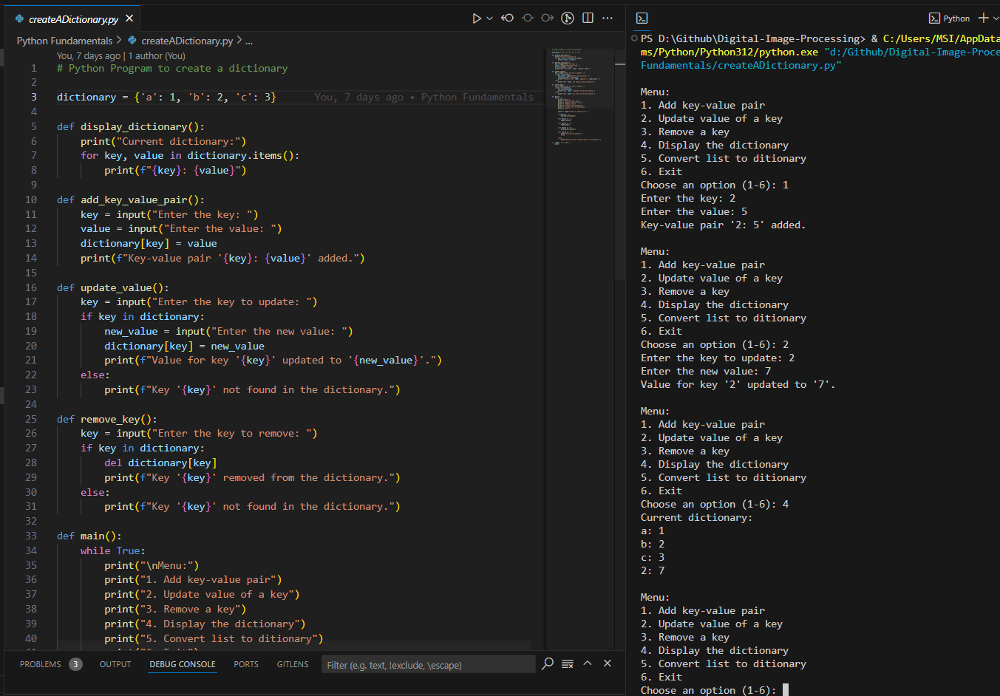 createADictionary.py
Python Fundamentals > createADictionary.py > ...
You, 7 days ago | 1 author (You)
1 # Python Program to create a dictionary
2
3 dictionary = {'a': 1, 'b': 2, 'c': 3} You, 7 days ago • Python Fundamentals
4
5 def display_dictionary():
6 print("Current dictionary:")
7 for key, value in dictionary.items():
8 print(f"{key}: {value}")
9
10 def add_key_value_pair():
11 key = input("Enter the key: ")
12 value = input("Enter the value: ")
13 dictionary[key] = value
14 print(f"Key-value pair '{key}: {value}' added.")
15
16 def update_value():
17 key = input("Enter the key to update: ")
18 if key in dictionary:
19 new_value = input("Enter the new value: ")
20 dictionary[key] = new_value
21 print(f"Value for key '{key}' updated to '{new_value}'.")
22 else:
23 print(f"Key '{key}' not found in the dictionary.")
24
25 def remove_key():
26 key = input("Enter the key to remove: ")
27 if key in dictionary:
28 del dictionary[key]
29 print(f"Key '{key}' removed from the dictionary.")
30 else:
31 print(f"Key '{key}' not found in the dictionary.")
32
33 def main():
34 while True:
35 print("\nMenu:")
36 print("1. Add key-value pair")
37 print("2. Update value of a key")
38 print("3. Remove a key")
39 print("4. Display the dictionary")
40 print("5. Convert list to ditionary")
PROBLEMS 3 OUTPUT DEBUG CONSOLE PORTS GITLENS Filter (e.g. text, !exclude, \escape)
Python
PS D:\Github\Digital-Image-Processing> & C:/Users/MSI/AppData
ms/Python/Python312/python.exe "d:/Github/Digital-Image-Proce
Fundamentals/createADictionary.py"
Menu:
1. Add key-value pair
2. Update value of a key
3. Remove a key
4. Display the dictionary
5. Convert list to ditionary
6. Exit
Choose an option (1-6): 1
Enter the key: 2
Enter the value: 5
Key-value pair '2: 5' added.
Menu:
1. Add key-value pair
2. Update value of a key
3. Remove a key
4. Display the dictionary
5. Convert list to ditionary
6. Exit
Choose an option (1-6): 2
Enter the key to update: 2
Enter the new value: 7
Value for key '2' updated to '7'.
Menu:
1. Add key-value pair
2. Update value of a key
3. Remove a key
4. Display the dictionary
5. Convert list to ditionary
6. Exit
Choose an option (1-6): 4
Current dictionary:
a: 1
b: 2
c: 3
2: 7
Menu:
1. Add key-value pair
2. Update value of a key
3. Remove a key
4. Display the dictionary
5. Convert list to ditionary
6. Exit
Choose an option (1-6):